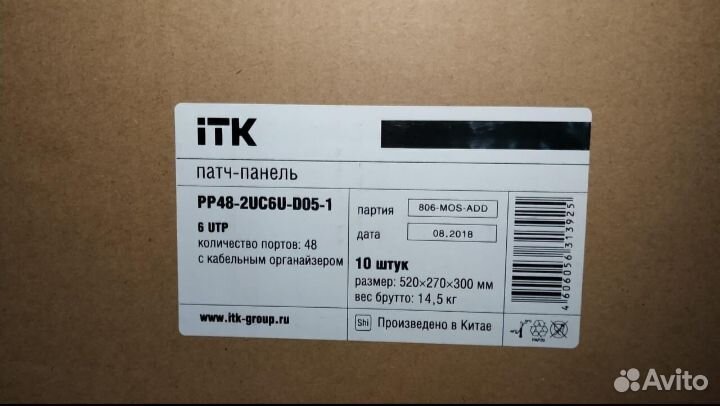 iTK
патч-панель
PP48-2UC6U-D05-1
6 UTP
количество портов: 48
с кабельным органайзером
www.itk-group.ru
партия 806-MOS-ADD
дата 08.2018
10 штук
размер: 520×270×300 мм
вес брутто: 14,5 кг
Shi Произведено в Китае
4606056313925
Avito